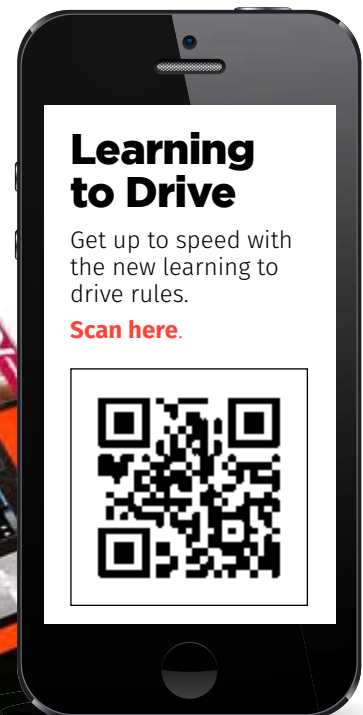 Learning
to Drive
Get up to speed with
the new learning to
drive rules.
Scan here.